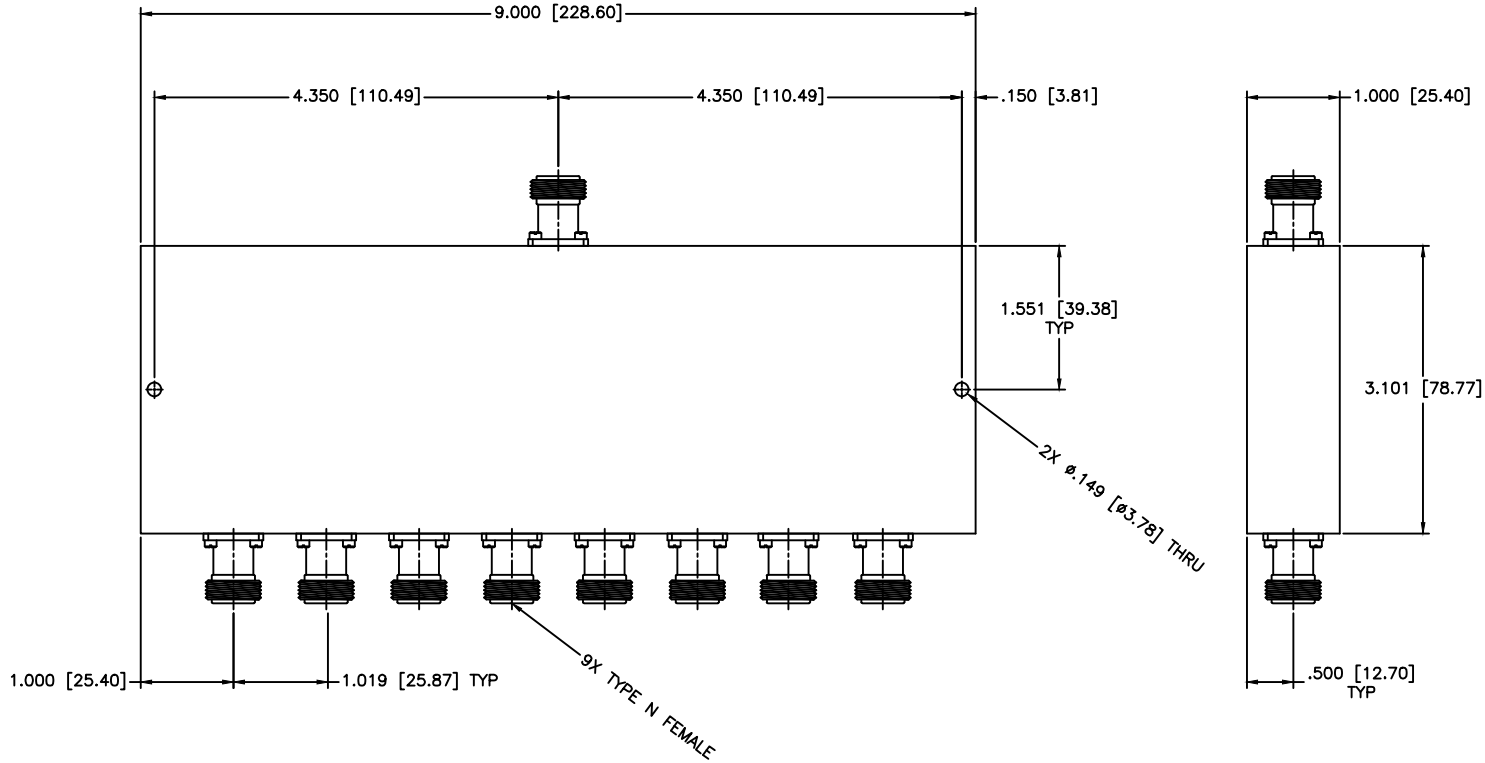 9.000 [228.60]
4.350 [110.49]
4.350 [110.49]
.150 [3.81]
1.000 [25.40]
1.551 [39.38]
TYP
3.101 [78.77]
2X ø.149 [ø3.78] THRU
1.000 [25.40]
1.019 [25.87] TYP
9X TYPE N FEMALE
.500 [12.70]
TYP